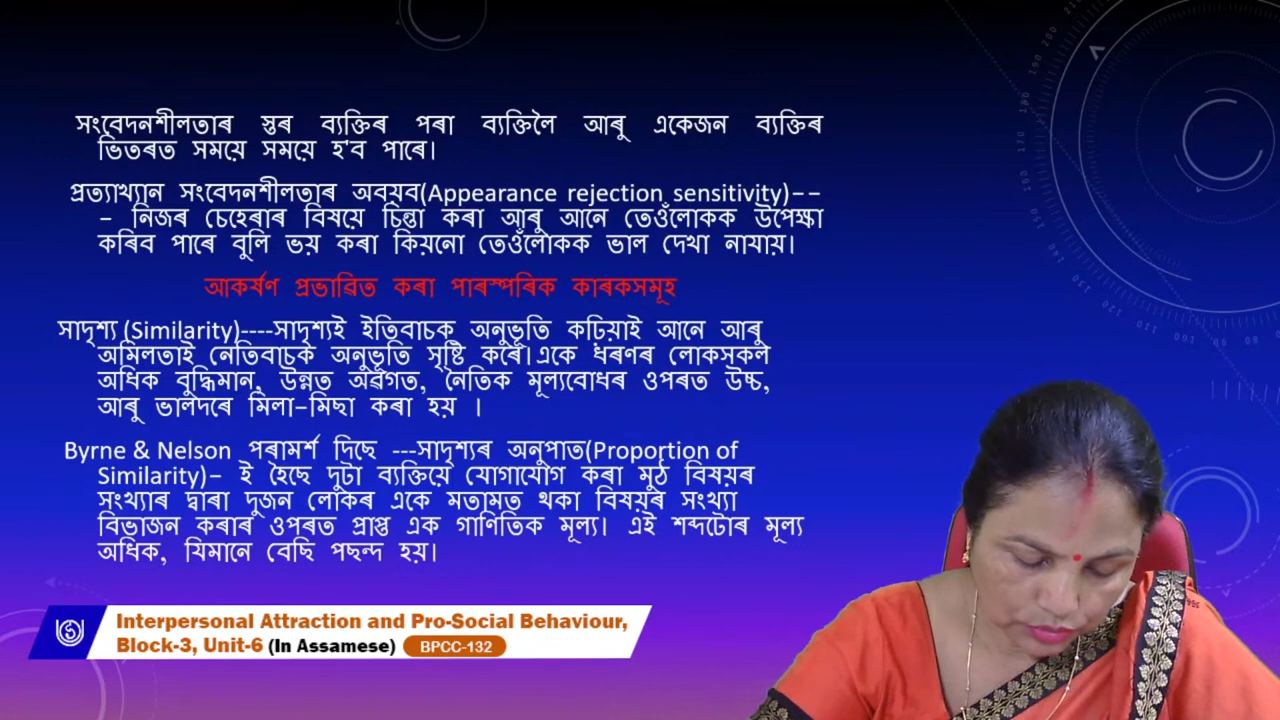 সংবেদনশীলতাৰ স্তৰ ব্যক্তিৰ পৰা ব্যক্তিলৈ আৰু একেজন ব্যক্তিৰ
ভিতৰত সময়ে সময়ে হ'ব পাৰে।
প্ৰত্যাখ্যান সংবেদনশীলতাৰ অবয়ব(Appearance rejection sensitivity)--
- নিজৰ চেহেৰাৰ বিষয়ে চিন্তা কৰা আৰু আনে তেওঁলোকক উপেক্ষা
কৰিব পাৰে বুলি ভয় কৰা কিয়নো তেওঁলোকক ভাল দেখা নাযায়।
আকৰ্ষণ প্ৰভাৱিত কৰা পাৰস্পৰিক কাৰকসমূহ
সাদৃশ্য (Similarity)----সাদৃশ্যই ইতিবাচক অনুভূতি কঢ়িয়াই আনে আৰু
অমিলতাই নেতিবাচক অনুভূতি সৃষ্টি কৰে।একে ধৰণৰ লোকসকল
অধিক বুদ্ধিমান, উন্নত অৱগত, নৈতিক মূল্যবোধৰ ওপৰত উচ্চ,
আৰু ভালদৰে মিলা-মিছা কৰা হয় ।
Byrne & Nelson পৰামৰ্শ দিছে ---সাদৃশ্যৰ অনুপাত(Proportion of
Similarity)- ই হৈছে দুটা ব্যক্তিয়ে যোগাযোগ কৰা মুঠ বিষয়ৰ
সংখ্যাৰ দ্বাৰা দুজন লোকৰ একে মতামত থকা বিষয়ৰ সংখ্যা
বিভাজন কৰাৰ ওপৰত প্ৰাপ্ত এক গাণিতিক মূল্য। এই শব্দটোৰ মূল্য
অধিক, যিমানে বেছি পছন্দ হয়।
Interpersonal Attraction and Pro-Social Behaviour,
Block-3, Unit-6 (In Assamese) BPCC-132